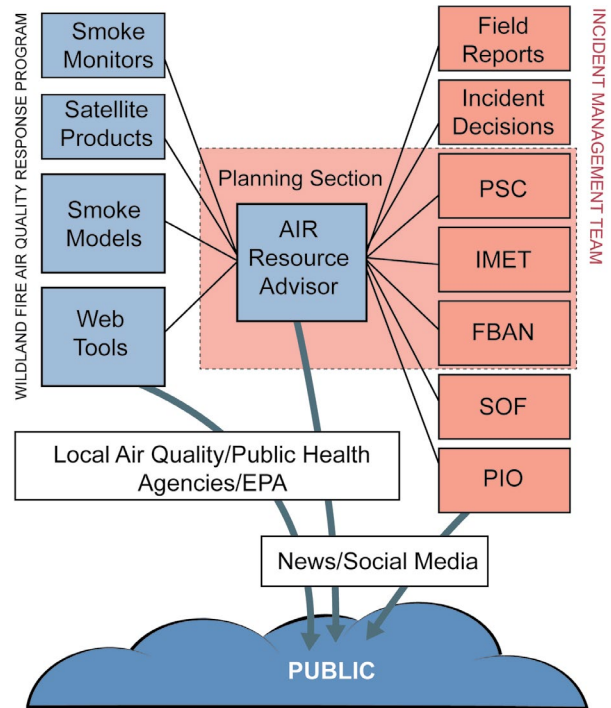 WILDLAND FIRE AIR QUALITY RESPONSE PROGRAM
Smoke
Monitors
Satellite
Products
Smoke
Models
Web
Tools
Planning Section
AIR
Resource
Advisor
Field
Reports
Incident
Decisions
PSC
IMET
FBAN
SOF
PIO
INCIDENT MANAGEMENT TEAM
Local Air Quality/Public Health
Agencies/EPA
News/Social Media
PUBLIC